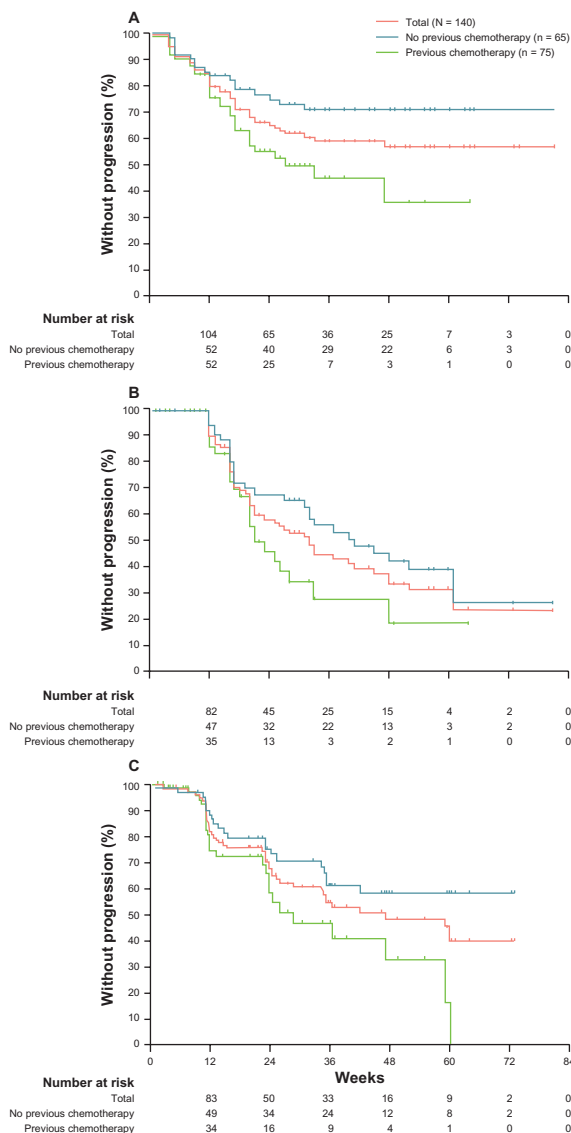 A
Total (N = 140)
No previous chemotherapy (n = 65)
Previous chemotherapy (n = 75)
Without progression (%)
100
90
80
70
60
50
40
30
20
10
0
Number at risk
Total 104 65 36 25 7 3 0
No previous chemotherapy 52 40 29 22 6 3 0
Previous chemotherapy 52 25 7 3 1 0 0
B
Without progression (%)
100
90
80
70
60
50
40
30
20
10
0
Number at risk
Total 82 45 25 15 4 2 0
No previous chemotherapy 47 32 22 13 3 2 0
Previous chemotherapy 35 13 3 2 1 0 0
C
Without progression (%)
100
90
80
70
60
50
40
30
20
10
0
0 12 24 36 48 60 72 84
Weeks
Number at risk
Total 83 50 33 16 9 2 0
No previous chemotherapy 49 34 24 12 8 2 0
Previous chemotherapy 34 16 9 4 1 0 0